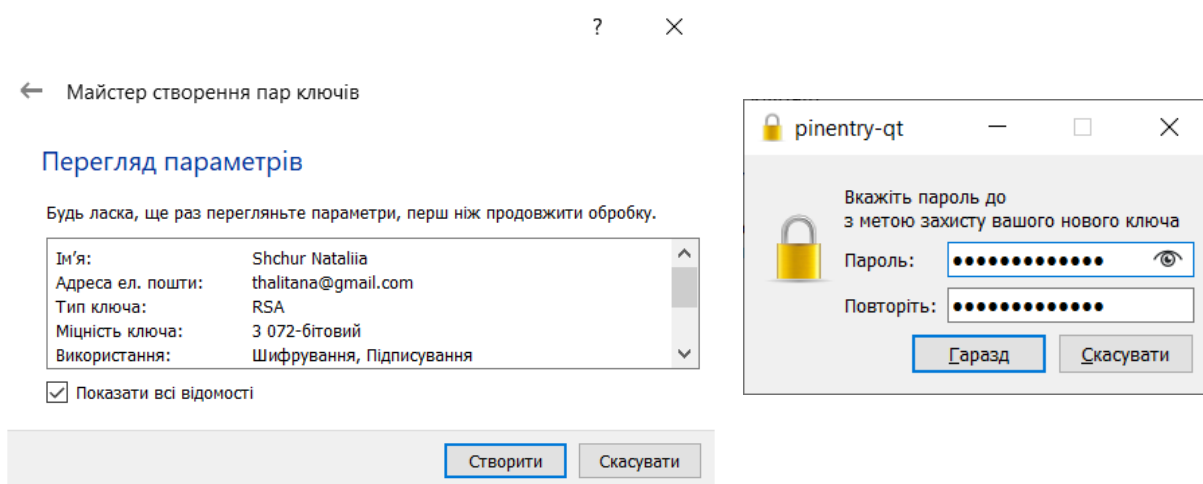 ?
Майстер створення пар ключів
Перегляд параметрів
Будь ласка, ще раз перегляньте параметри, перш ніж продовжити обробку.
Ім’я: Shchur Nataliia
Адреса ел. пошти: thalitana@gmail.com
Тип ключа: RSA
Міцність ключа: 3 072-бітовий
Використання: Шифрування, Підписування
Показати всі відомості
Створити Скасувати
pinentry-qt
Вкажіть пароль до
з метою захисту вашого нового ключа
Пароль: ●●●●●●●●●●●●●
Повторіть: ●●●●●●●●●●●●●
Гаразд Скасувати